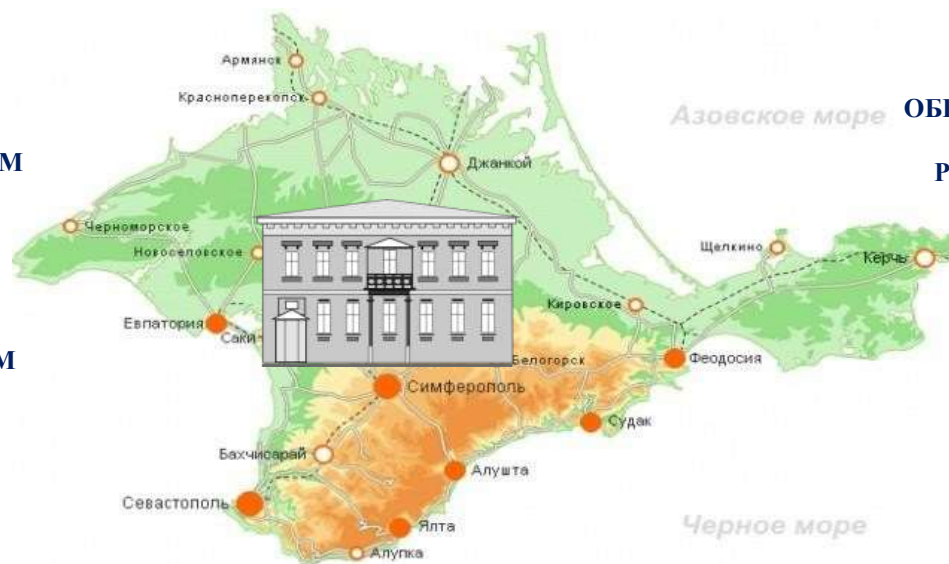 Армянск
Красноперекопск
Азовское море
ОБ
М
Джанкой
Р
Черноморское
Щелкино
Новоселовское
Керчь
Кировское
Евпатория
Саки
М
Белогорск
Феодосия
Симферополь
Судак
Бахчисарай
Алушта
Севастополь
Ялта
Черное море
Алупка